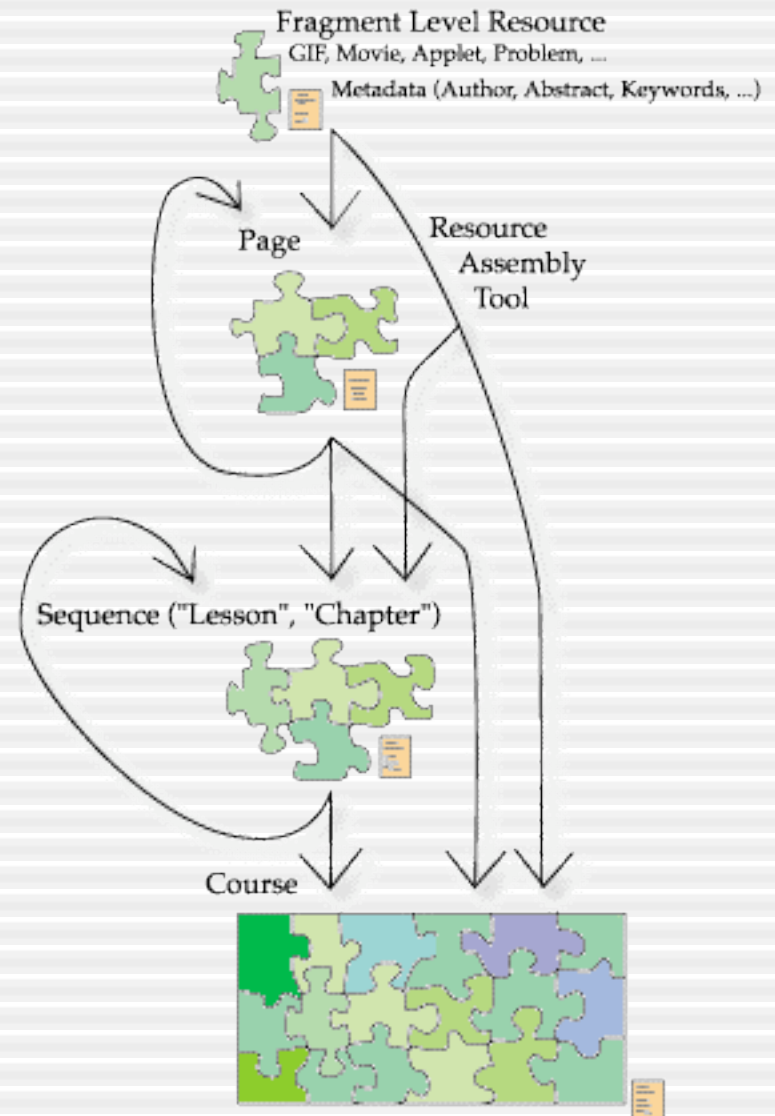 Fragment Level Resource
GIF, Movie, Applet, Problem, ...
Metadata (Author, Abstract, Keywords, ...)
Page
Resource
Assembly
Tool
Sequence ("Lesson", "Chapter")
Course